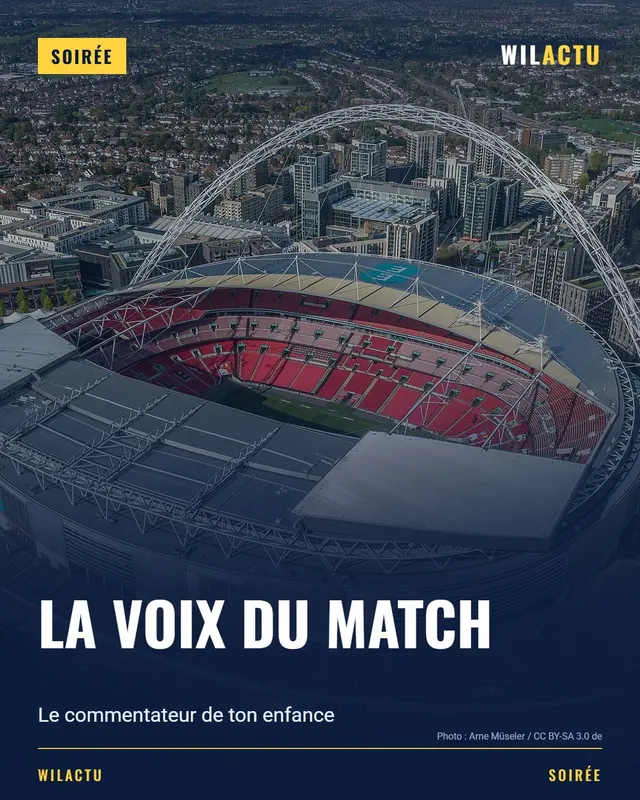 SOIRÉE
WILACTU
LA VOIX DU MATCH
Le commentateur de ton enfance
Photo : Arne Müseler / CC BY-SA 3.0 de
WILACTU
SOIRÉE